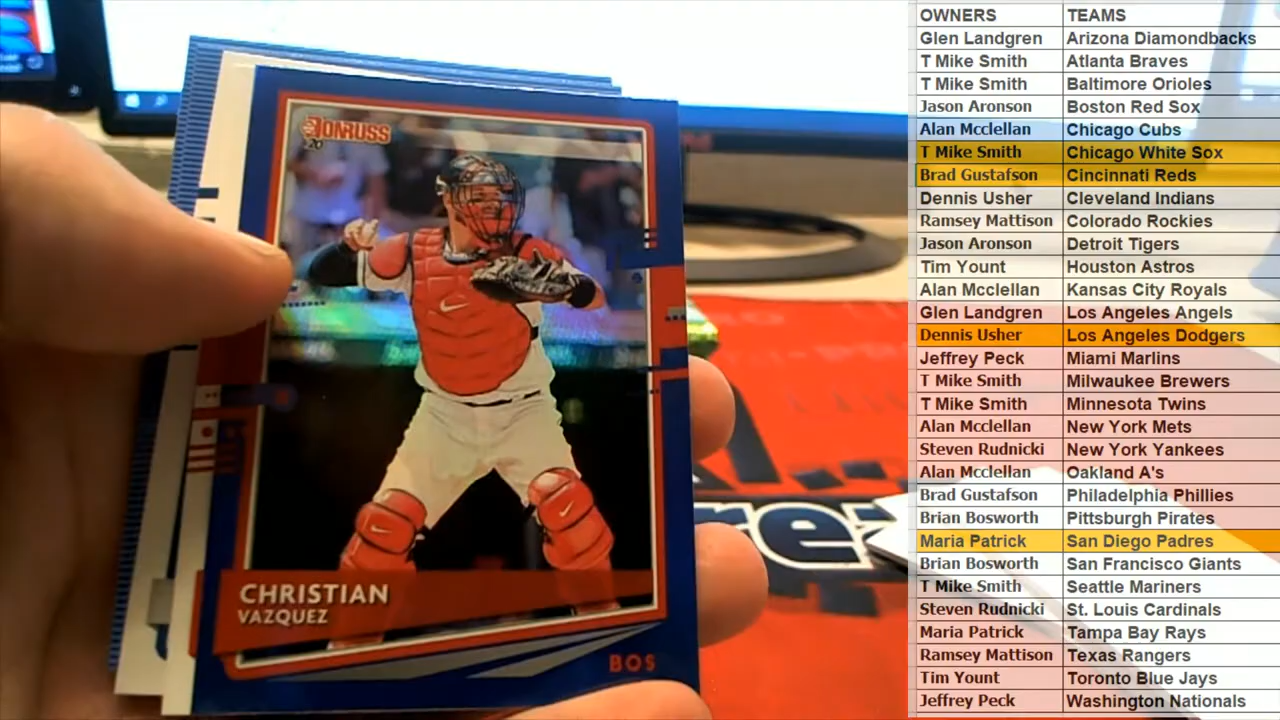 DONRUSS
20
CHRISTIAN
VAZQUEZ
BOS
re
OWNERS TEAMS
Glen Landgren Arizona Diamondbacks
T Mike Smith Atlanta Braves
T Mike Smith Baltimore Orioles
Jason Aronson Boston Red Sox
Alan Mcclellan Chicago Cubs
T Mike Smith Chicago White Sox
Brad Gustafson Cincinnati Reds
Dennis Usher Cleveland Indians
Ramsey Mattison Colorado Rockies
Jason Aronson Detroit Tigers
Tim Yount Houston Astros
Alan Mcclellan Kansas City Royals
Glen Landgren Los Angeles Angels
Dennis Usher Los Angeles Dodgers
Jeffrey Peck Miami Marlins
T Mike Smith Milwaukee Brewers
T Mike Smith Minnesota Twins
Alan Mcclellan New York Mets
Steven Rudnicki New York Yankees
Alan Mcclellan Oakland A's
Brad Gustafson Philadelphia Phillies
Brian Bosworth Pittsburgh Pirates
Maria Patrick San Diego Padres
Brian Bosworth San Francisco Giants
T Mike Smith Seattle Mariners
Steven Rudnicki St. Louis Cardinals
Maria Patrick Tampa Bay Rays
Ramsey Mattison Texas Rangers
Tim Yount Toronto Blue Jays
Jeffrey Peck Washington Nationals